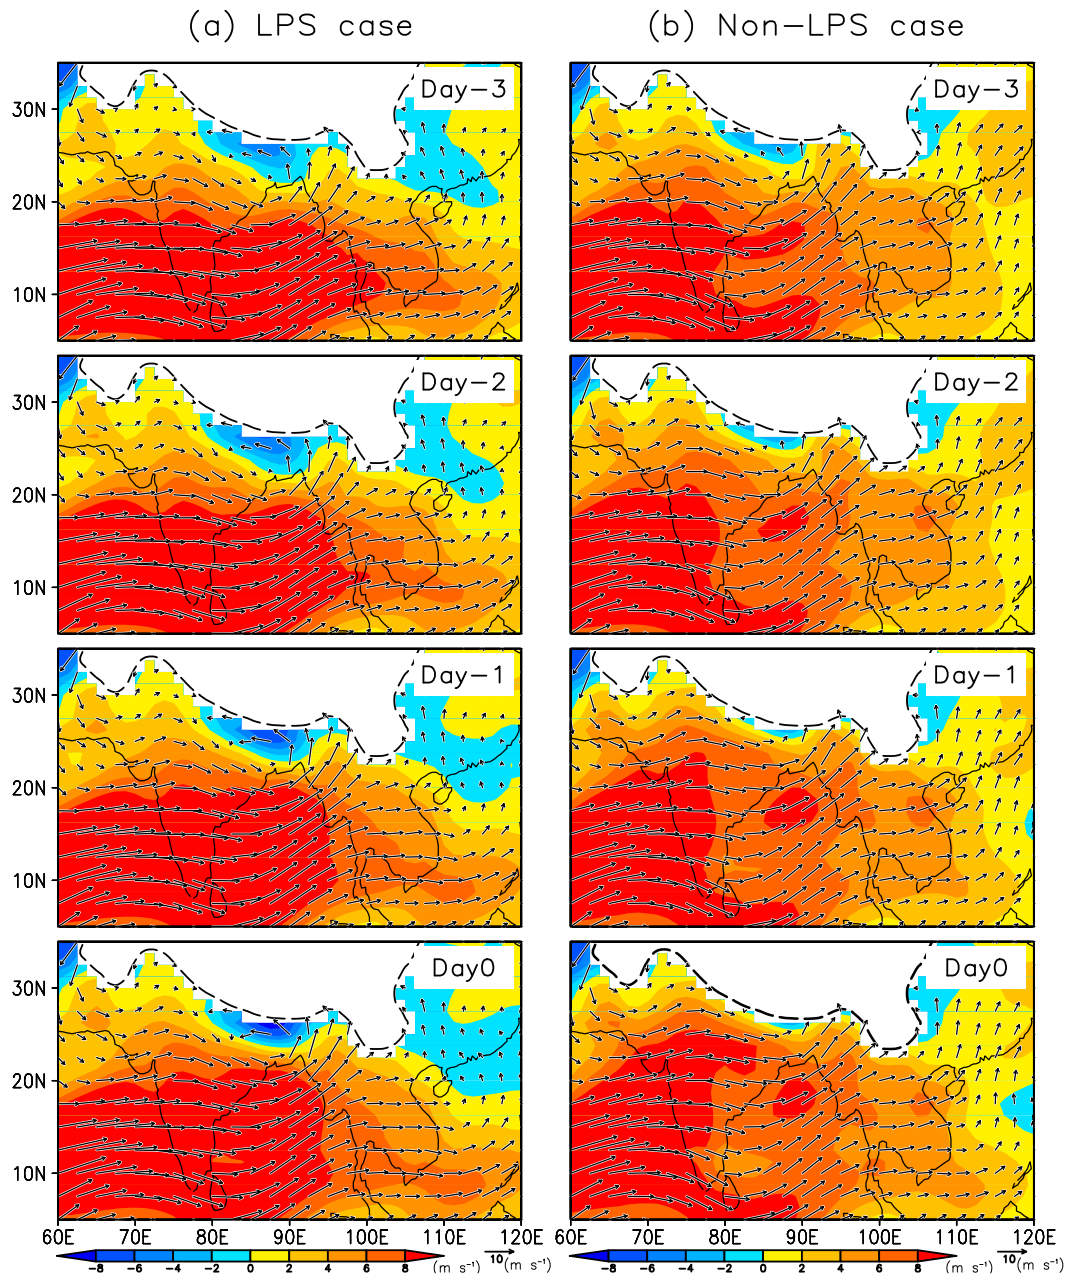 (a) LPS case (b) Non−LPS case
Day−3 Day−3
30N
20N
10N
Day−2 Day−2
30N
20N
10N
Day−1 Day−1
30N
20N
10N
Day0 Day0
30N
20N
10N
60E 70E 80E 90E 100E 110E 120E 60E 70E 80E 90E 100E 110E 120E
−8 −6 −4 −2 0 2 4 6 8 (m s⁻¹) 10 (m s⁻¹) −8 −6 −4 −2 0 2 4 6 8 (m s⁻¹) 10 (m s⁻¹)